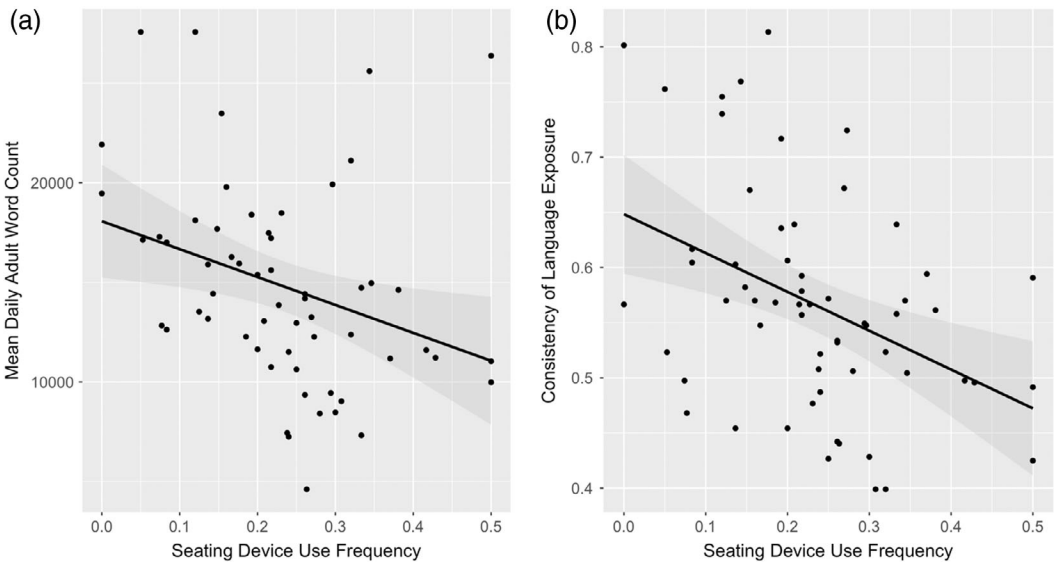 (a)
Mean Daily Adult Word Count
20000
10000
0.0 0.1 0.2 0.3 0.4 0.5
Seating Device Use Frequency
(b)
Consistency of Language Exposure
0.8
0.7
0.6
0.5
0.4
0.0 0.1 0.2 0.3 0.4 0.5
Seating Device Use Frequency